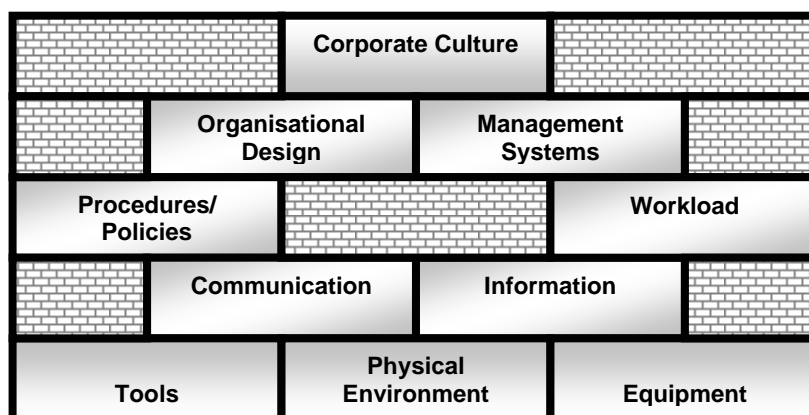 Corporate Culture
Organisational
Design
Management
Systems
Procedures/
Policies
Workload
Communication
Information
Tools
Physical
Environment
Equipment